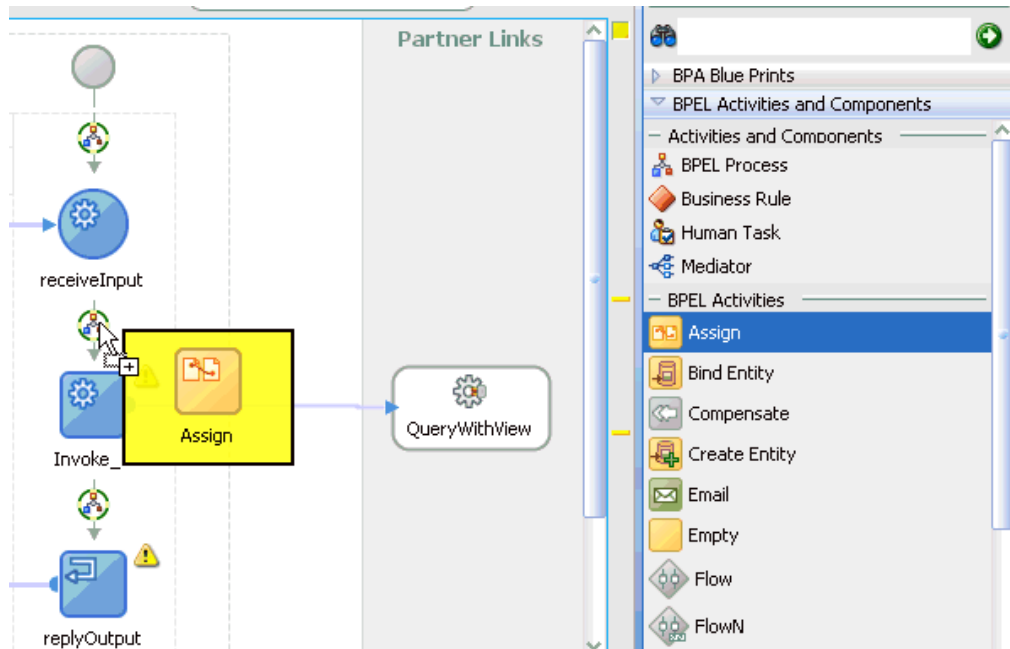 Partner Links
receiveInput
Assign
Invoke_
QueryWithView
replyOutput
BPA Blue Prints
BPEL Activities and Components
Activities and Components
BPEL Process
Business Rule
Human Task
Mediator
BPEL Activities
Assign
Bind Entity
Compensate
Create Entity
Email
Empty
Flow
FlowN